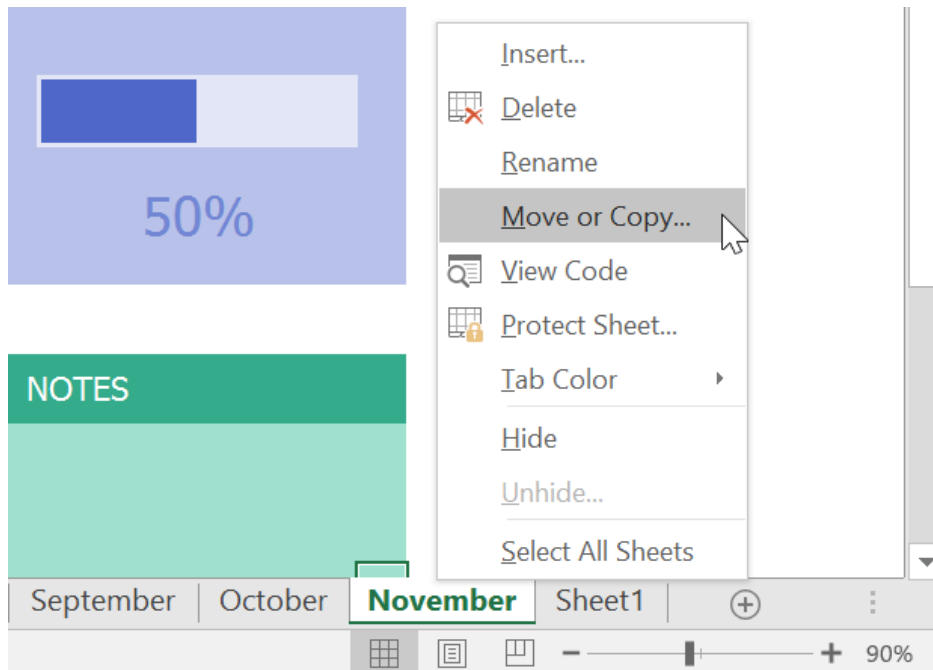 50%
NOTES
Insert...
Delete
Rename
Move or Copy...
View Code
Protect Sheet...
Tab Color
Hide
Unhide...
Select All Sheets
September October November Sheet1
90%